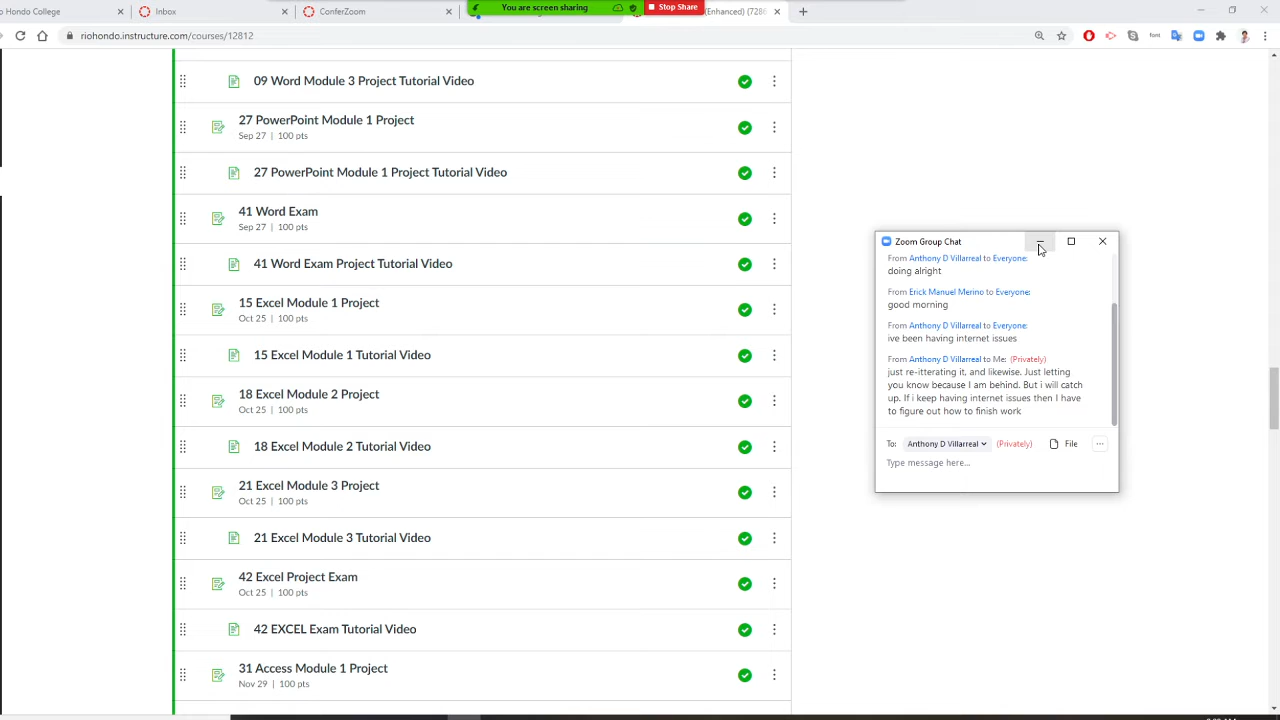 o Hondo College
Inbox
ConferZoom
You are screen sharing
Stop Share
(Enhanced) (7286
riohondo.instructure.com/courses/12812
font
09 Word Module 3 Project Tutorial Video
27 PowerPoint Module 1 Project
Sep 27 | 100 pts
27 PowerPoint Module 1 Project Tutorial Video
41 Word Exam
Sep 27 | 100 pts
41 Word Exam Project Tutorial Video
15 Excel Module 1 Project
Oct 25 | 100 pts
15 Excel Module 1 Tutorial Video
18 Excel Module 2 Project
Oct 25 | 100 pts
18 Excel Module 2 Tutorial Video
21 Excel Module 3 Project
Oct 25 | 100 pts
21 Excel Module 3 Tutorial Video
42 Excel Project Exam
Oct 25 | 100 pts
42 EXCEL Exam Tutorial Video
31 Access Module 1 Project
Nov 29 | 100 pts
Zoom Group Chat
From Anthony D Villarreal to Everyone:
doing alright
From Erick Manuel Merino to Everyone:
good morning
From Anthony D Villarreal to Everyone:
ive been having internet issues
From Anthony D Villarreal to Me: (Privately)
just re-itterating it, and likewise. Just letting
you know because I am behind. But i will catch
up. If i keep having internet issues then I have
to figure out how to finish work
To: Anthony D Villarreal (Privately) File
Type message here...